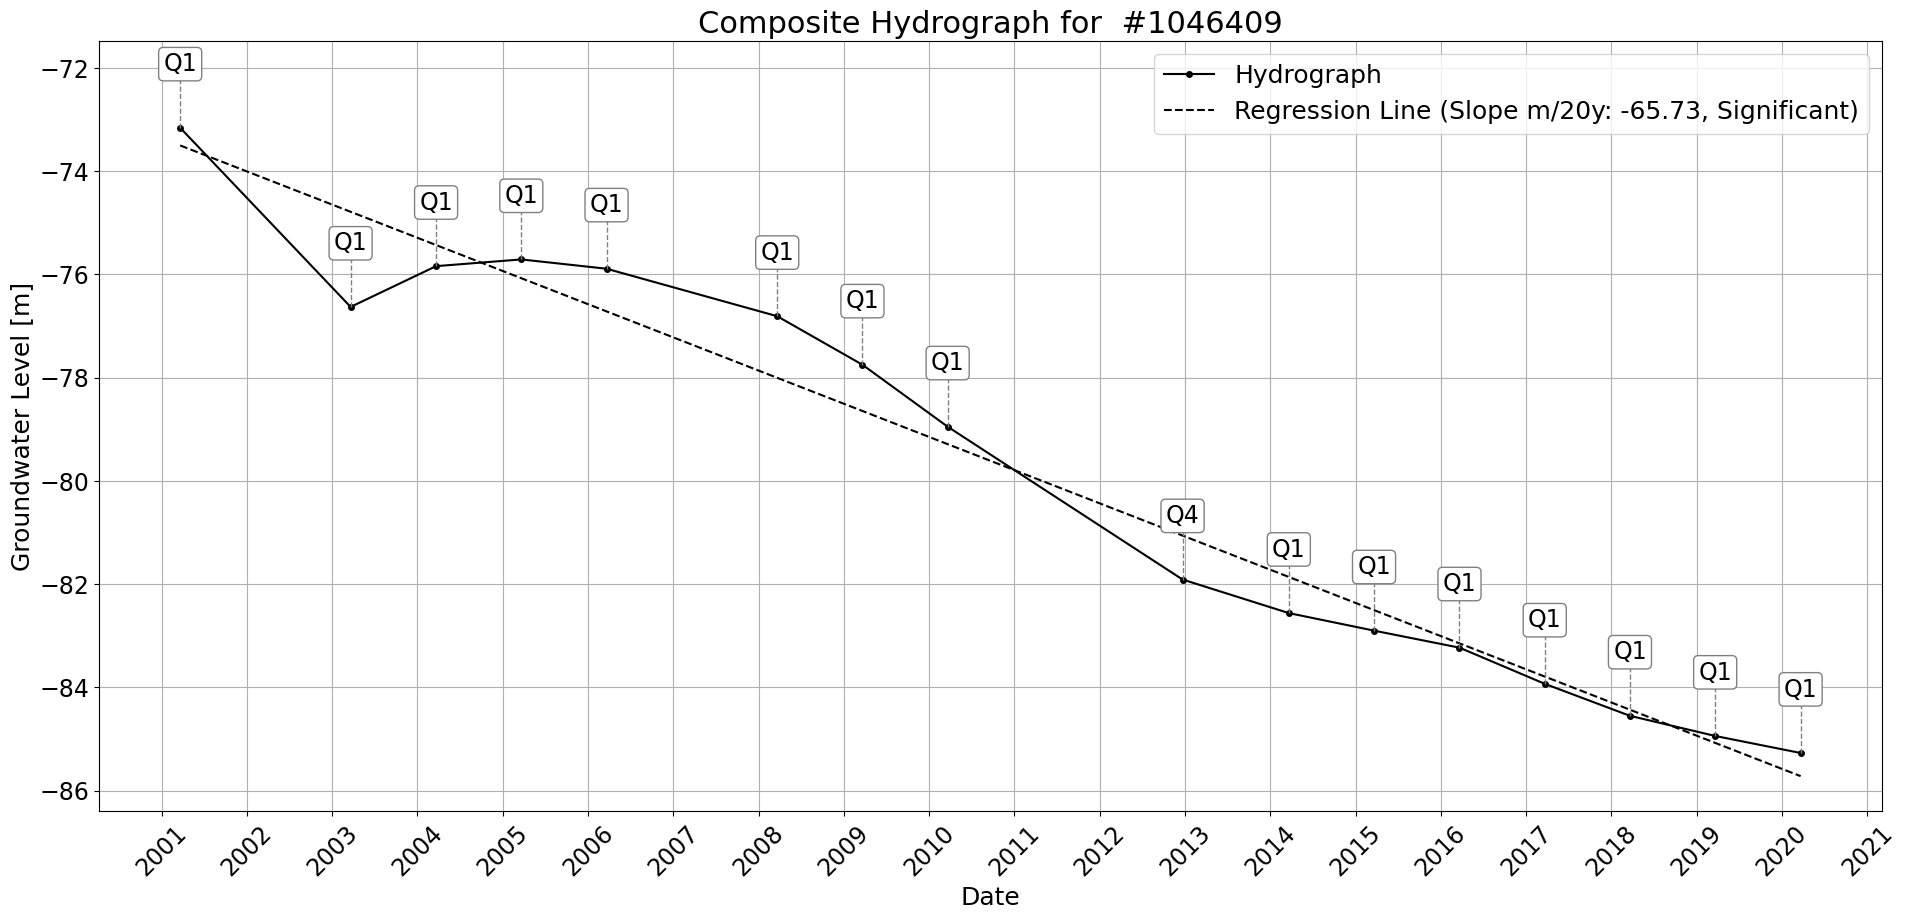 Composite Hydrograph for  #1046409
Hydrograph
Regression Line (Slope m/20y: -65.73, Significant)
Groundwater Level [m]
−72
−74
−76
−78
−80
−82
−84
−86
Q1
Q1
Q1
Q1
Q1
Q1
Q1
Q1
Q4
Q1
Q1
Q1
Q1
Q1
Q1
Q1
2001
2002
2003
2004
2005
2006
2007
2008
2009
2010
2011
2012
2013
2014
2015
2016
2017
2018
2019
2020
2021
Date